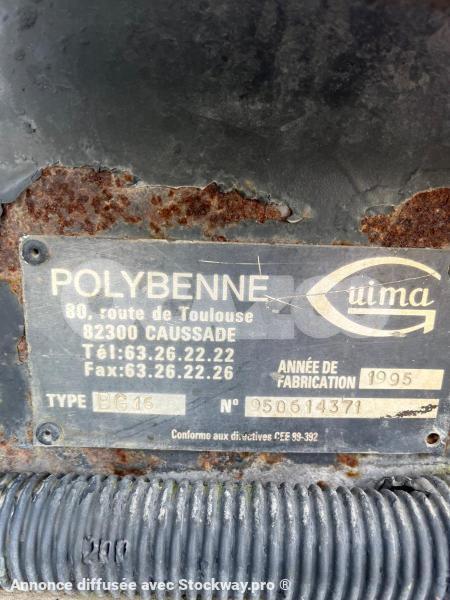 POLYBENNE Guima
80, route de Toulouse
82300 CAUSSADE
Tél:63.26.22.22
Fax:63.26.22.26
ANNÉE DE FABRICATION 1995
TYPE BG16 N° 950614371
Conforme aux directives CEE 89-392
200
Annonce diffusée avec Stockway.pro ®